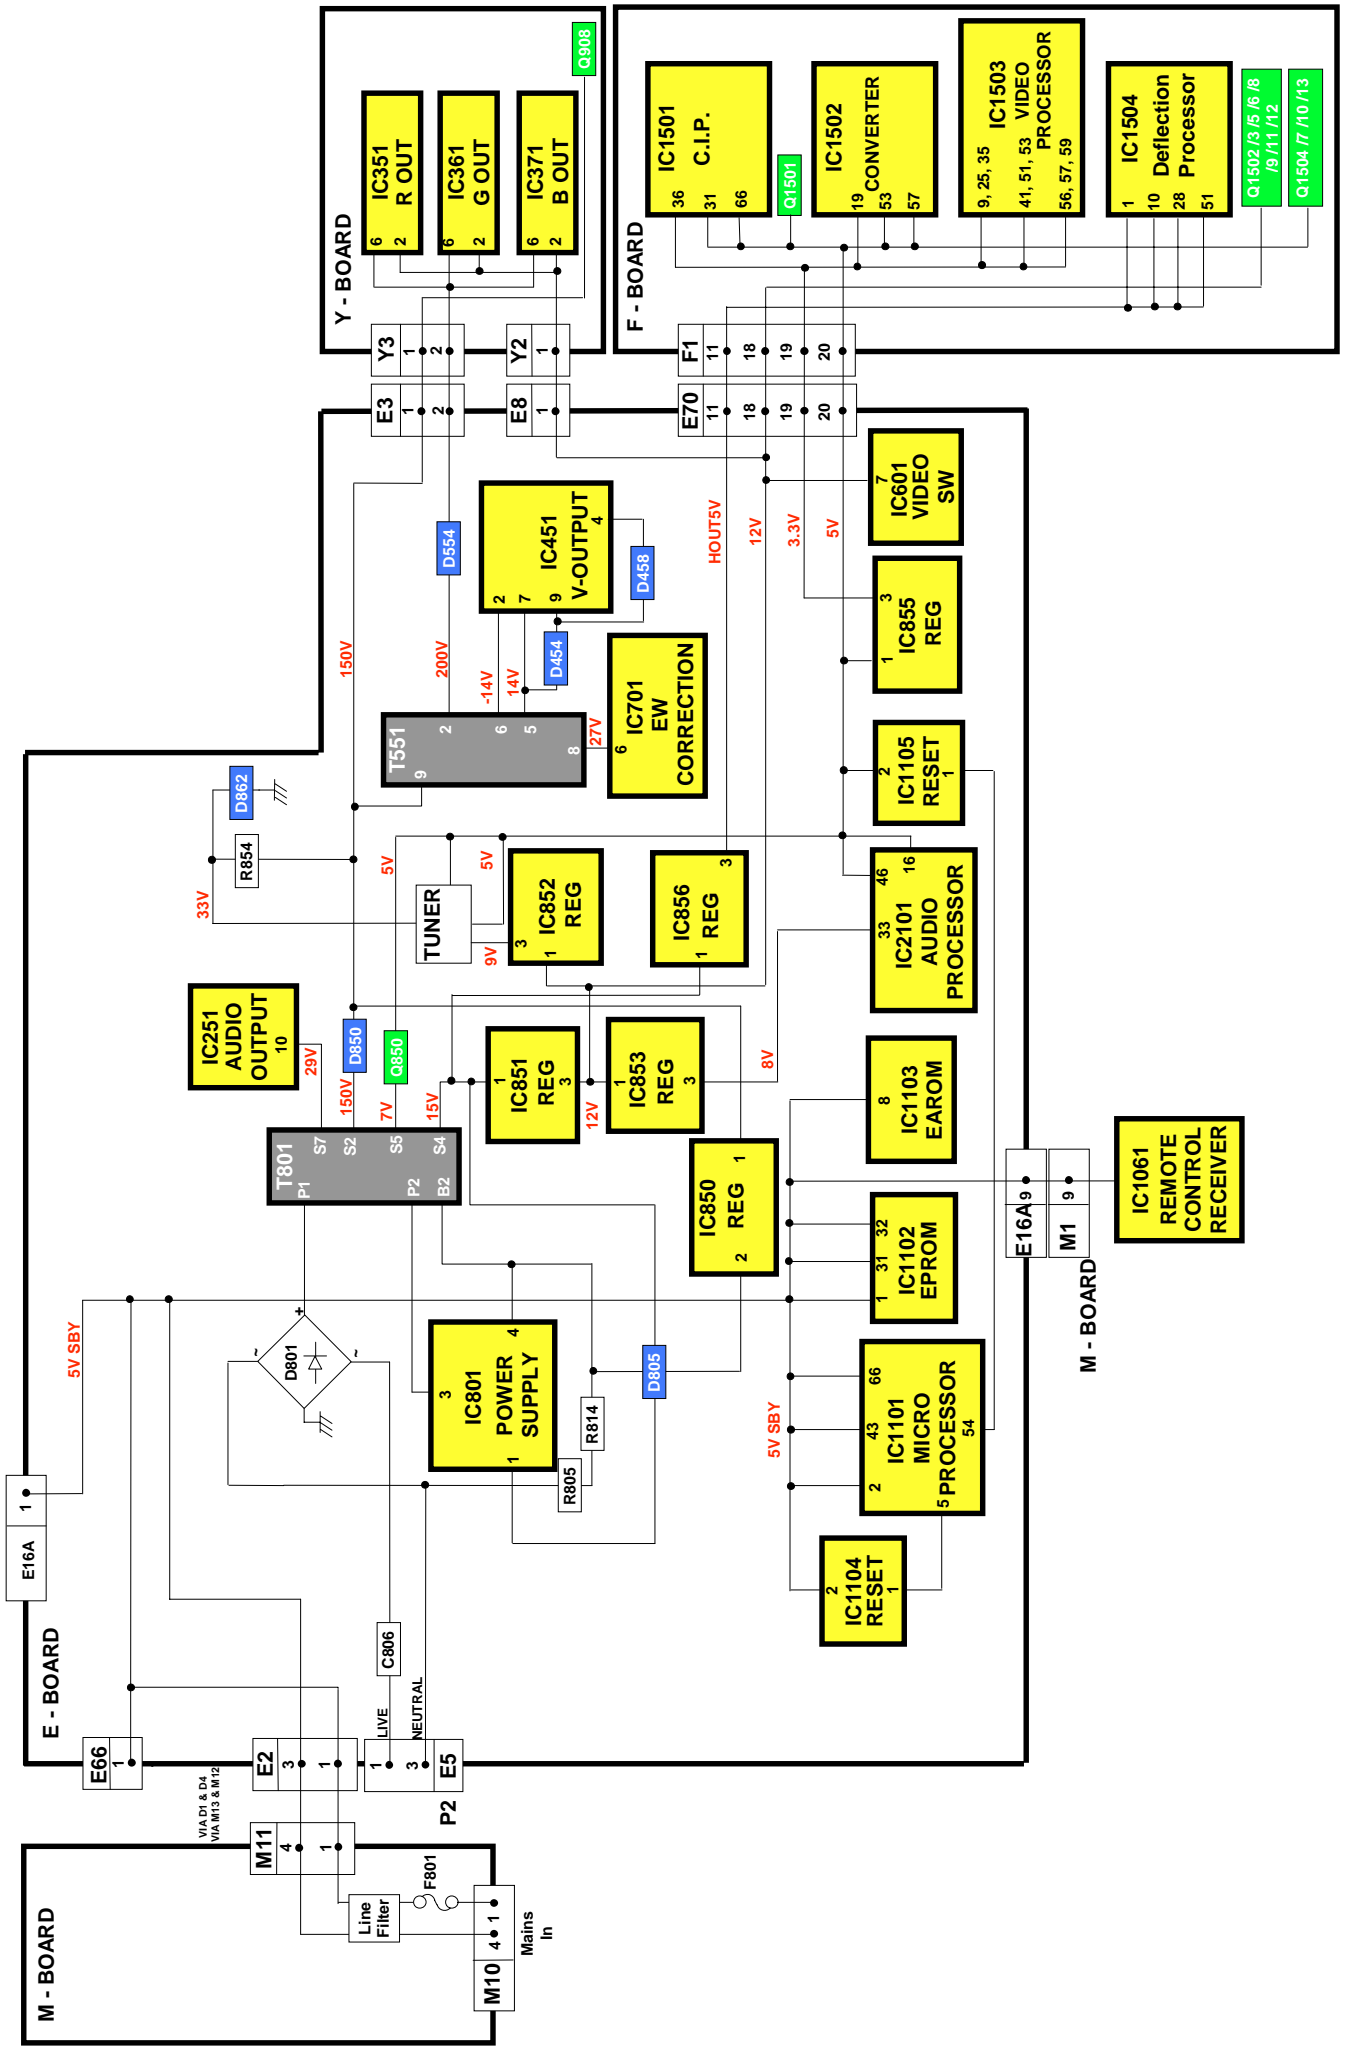 M - BOARD
M10
4
1
Mains
In
Line
Filter
F801
M11
4
1
VIA D1 & D4
VIA M13 & M12
E - BOARD
E16A
1
5V SBY
E66
1
E2
3
1
1
3
E5
P2
LIVE
NEUTRAL
C806
D801
+
~
~
R805
R814
D805
IC801
POWER
SUPPLY
1
3
4
T801
P1
P2
B2
S7
S2
S5
S4
29V
150V
7V
15V
IC251
AUDIO
OUTPUT
10
D850
Q850
33V
R854
D862
TUNER
5V
5V
9V
IC852
REG
3
1
IC856
REG
1
3
IC851
REG
1
3
12V
IC853
REG
1
3
8V
IC850
REG
1
2
T551
9
2
6
5
8
150V
200V
-14V
14V
27V
D554
D454
D458
IC451
V-OUTPUT
2
7
9
4
IC701
EW
CORRECTION
6
HOUT5V
12V
3.3V
5V
IC601
VIDEO
SW
7
IC855
REG
1
3
IC1105
RESET
2
1
IC2101
AUDIO
PROCESSOR
33
46
16
IC1103
EAROM
8
IC1102
EPROM
1
31
32
5V SBY
IC1101
MICRO
PROCESSOR
2
43
66
5
54
IC1104
RESET
2
1
E16A
9
M1
9
M - BOARD
IC1061
REMOTE
CONTROL
RECEIVER
E3
1
2
E8
1
E70
11
18
19
20
Y3
1
2
Y2
1
F1
11
18
19
20
Y - BOARD
IC351
R OUT
6
2
IC361
G OUT
6
2
IC371
B OUT
6
2
Q908
F - BOARD
IC1501
C.I.P.
36
31
66
Q1501
IC1502
CONVERTER
19
53
57
IC1503
VIDEO
PROCESSOR
9, 25, 35
41, 51, 53
56, 57, 59
IC1504
Deflection
Processor
1
10
28
51
Q1502 /3 /5 /6 /8
/9 /11 /12
Q1504 /7 /10 /13